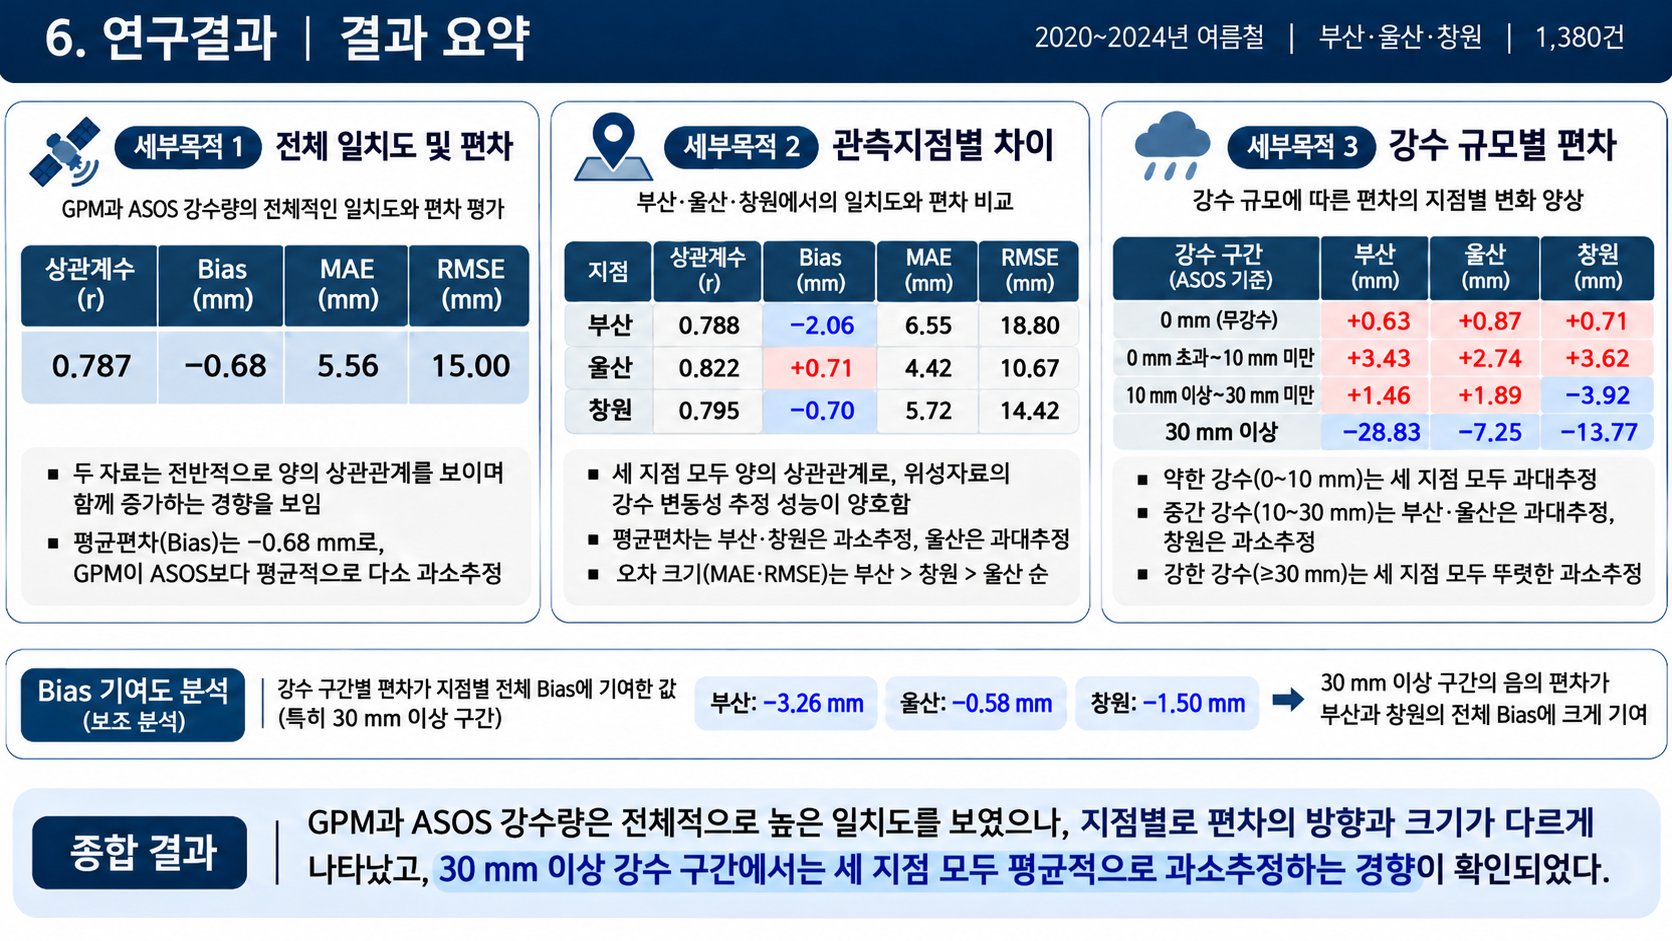 6. 연구결과 | 결과 요약
2020~2024년 여름철 | 부산·울산·창원 | 1,380건
세부목적 1 전체 일치도 및 편차
GPM과 ASOS 강수량의 전체적인 일치도와 편차 평가
상관계수 (r) Bias (mm) MAE (mm) RMSE (mm)
0.787 −0.68 5.56 15.00
▪ 두 자료는 전반적으로 양의 상관관계를 보이며
함께 증가하는 경향을 보임
▪ 평균편차(Bias)는 −0.68 mm로,
GPM이 ASOS보다 평균적으로 다소 과소추정
세부목적 2 관측지점별 차이
부산·울산·창원에서의 일치도와 편차 비교
지점 상관계수 (r) Bias (mm) MAE (mm) RMSE (mm)
부산 0.788 −2.06 6.55 18.80
울산 0.822 +0.71 4.42 10.67
창원 0.795 −0.70 5.72 14.42
▪ 세 지점 모두 양의 상관관계로, 위성자료의
강수 변동성 추정 성능이 양호함
▪ 평균편차는 부산·창원은 과소추정, 울산은 과대추정
▪ 오차 크기(MAE·RMSE)는 부산 > 창원 > 울산 순
세부목적 3 강수 규모별 편차
강수 규모에 따른 편차의 지점별 변화 양상
강수 구간 (ASOS 기준) 부산 (mm) 울산 (mm) 창원 (mm)
0 mm (무강수) +0.63 +0.87 +0.71
0 mm 초과~10 mm 미만 +3.43 +2.74 +3.62
10 mm 이상~30 mm 미만 +1.46 +1.89 −3.92
30 mm 이상 −28.83 −7.25 −13.77
▪ 약한 강수(0~10 mm)는 세 지점 모두 과대추정
▪ 중간 강수(10~30 mm)는 부산·울산은 과대추정,
창원은 과소추정
▪ 강한 강수(≥30 mm)는 세 지점 모두 뚜렷한 과소추정
Bias 기여도 분석
(보조 분석)
강수 구간별 편차가 지점별 전체 Bias에 기여한 값
(특히 30 mm 이상 구간)
부산: −3.26 mm
울산: −0.58 mm
창원: −1.50 mm
30 mm 이상 구간의 음의 편차가
부산과 창원의 전체 Bias에 크게 기여
종합 결과
GPM과 ASOS 강수량은 전체적으로 높은 일치도를 보였으나, 지점별로 편차의 방향과 크기가 다르게
나타났고, 30 mm 이상 강수 구간에서는 세 지점 모두 평균적으로 과소추정하는 경향이 확인되었다.